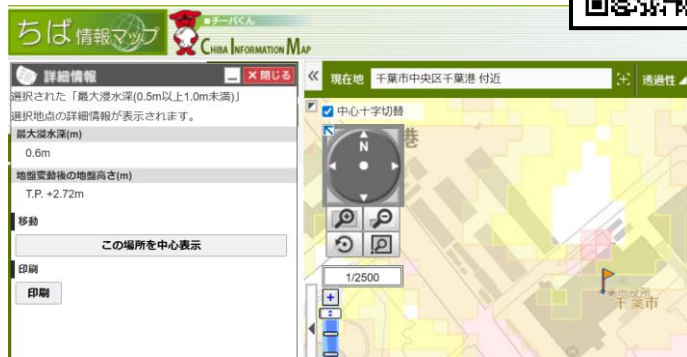 ちば情報マップ
■チーバくん
CHIBA INFORMATION MAP
詳細情報
_ ×閉じる
選択された「最大浸水深(0.5m以上1.0m未満)」
選択地点の詳細情報が表示されます。
最大浸水深(m)
0.6m
地盤変動後の地盤高さ(m)
T.P. +2.72m
移動
この場所を中心表示
印刷
印刷
«
現在地 千葉市中央区千葉港 付近
透過性
中心十字切替
港
N
1/2500
+
千葉市